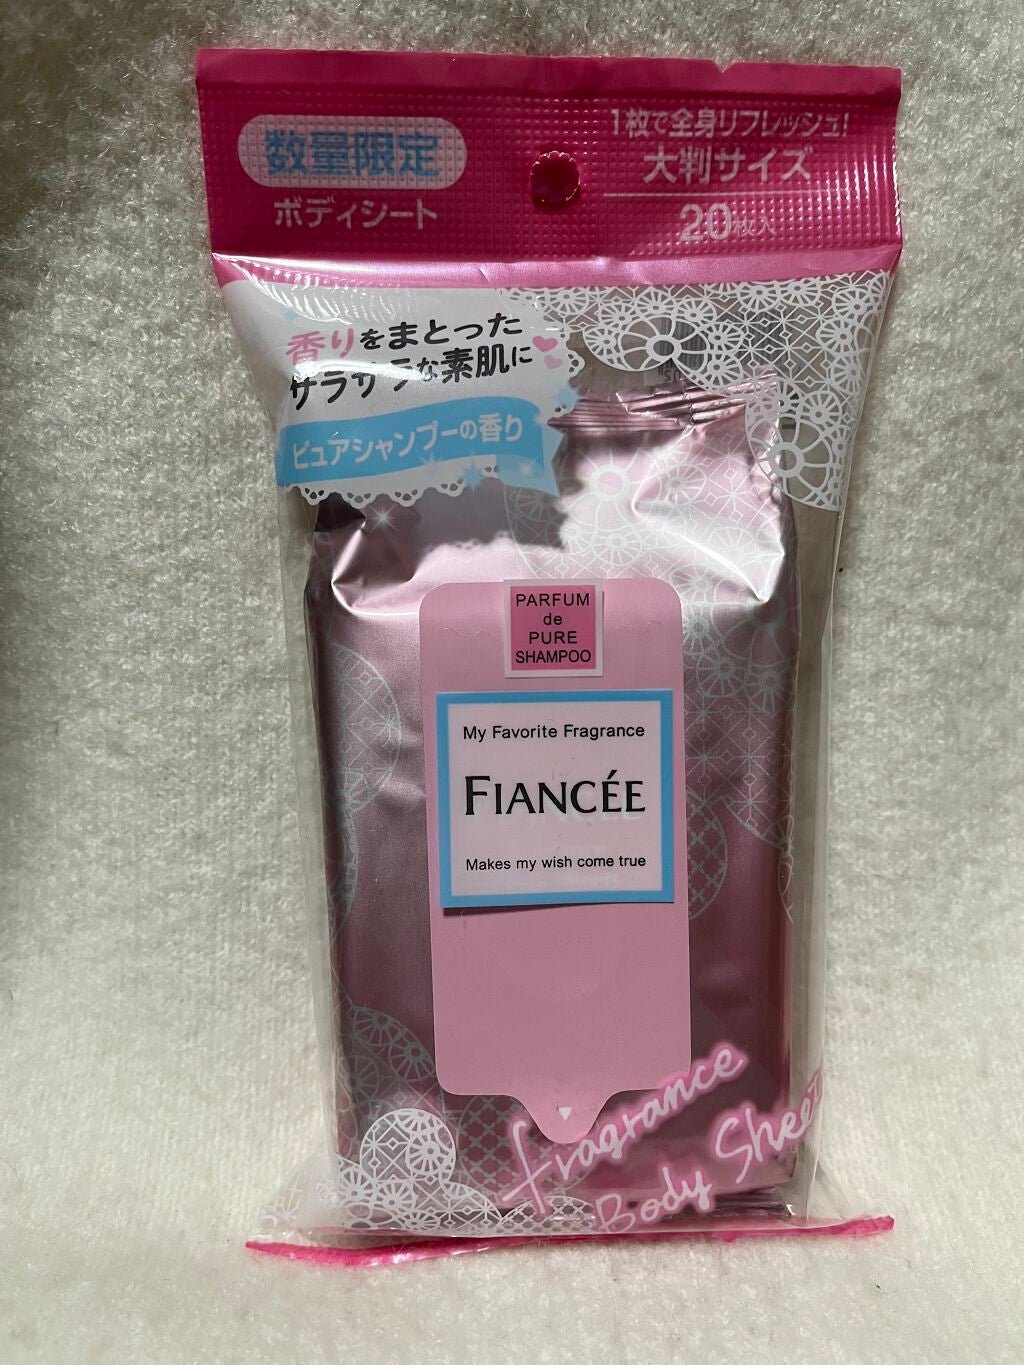 数量限定
ボディシート
1枚で全身リフレッシュ!
大判サイズ
20枚入
香りをまとった
サラサラな素肌に
ピュアシャンプーの香り
PARFUM
de
PURE
SHAMPOO
My Favorite Fragrance
FIANCÉE
Makes my wish come true
Fragrance
Body Sheet